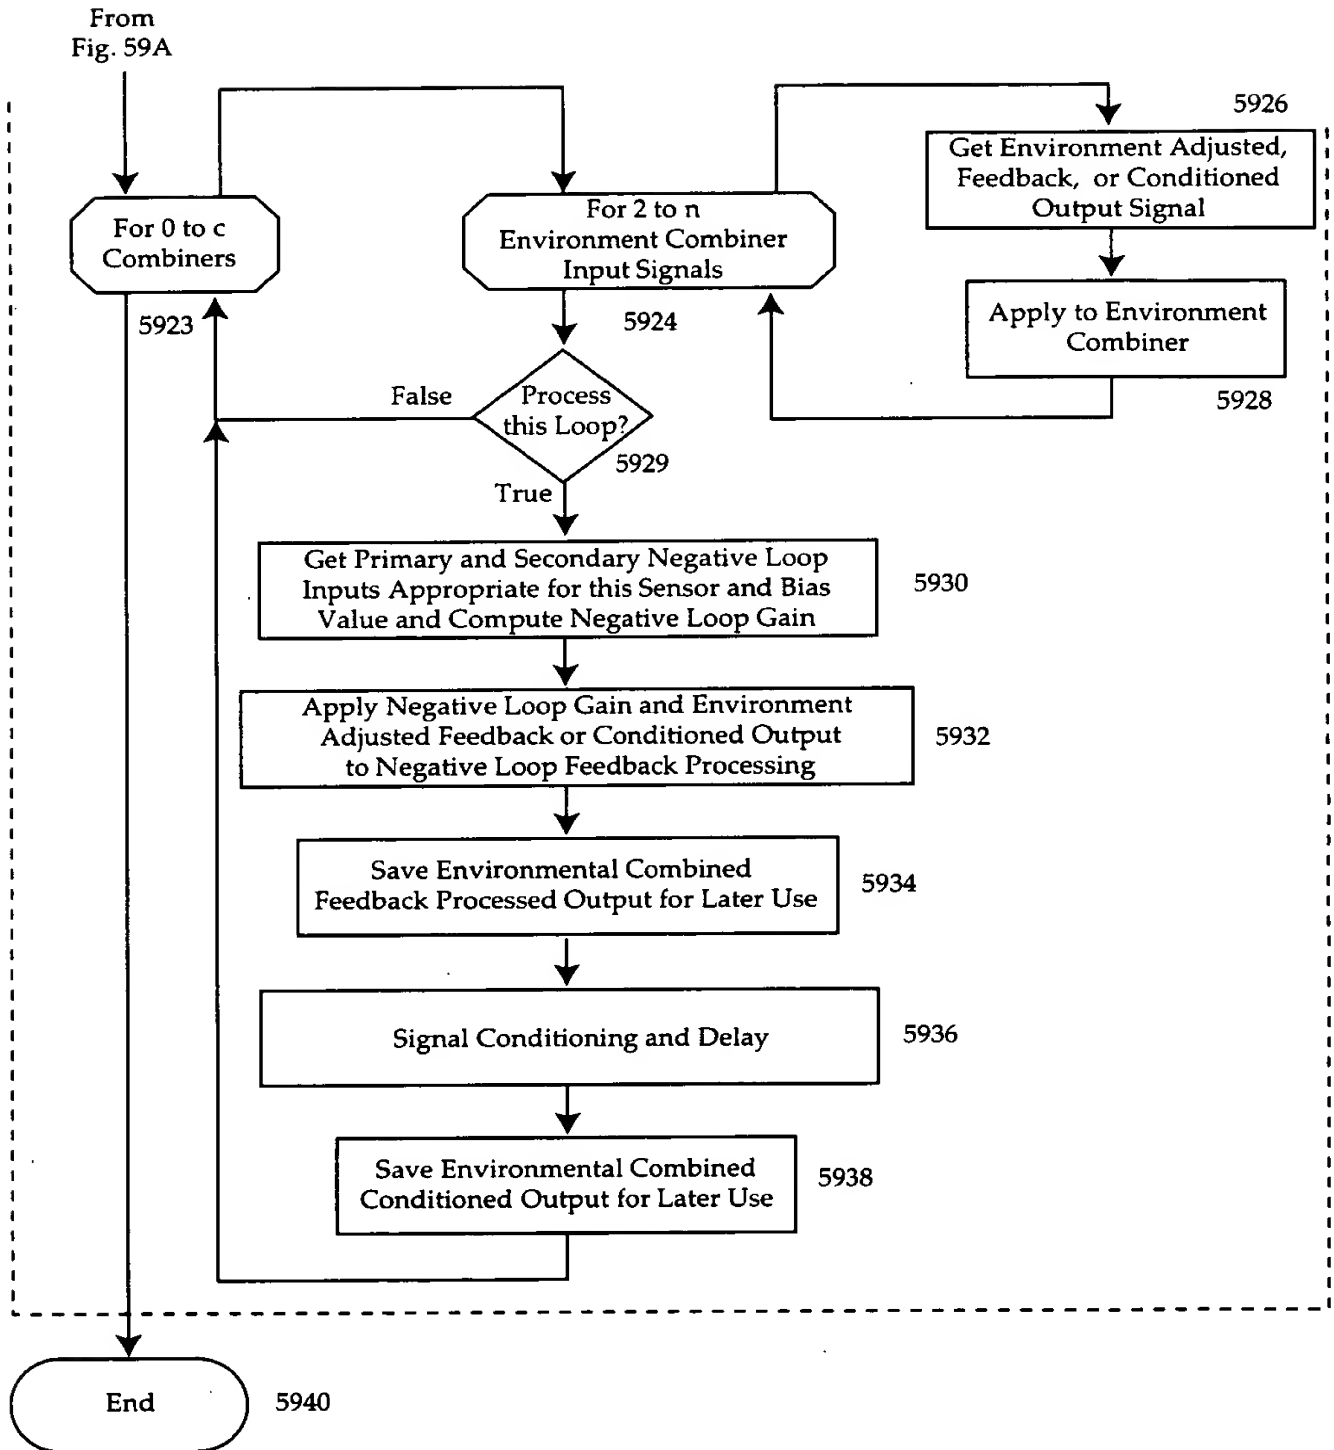 From
Fig. 59A
For 0 to c
Combiners
5923
For 2 to n
Environment Combiner
Input Signals
5924
5926
Get Environment Adjusted,
Feedback, or Conditioned
Output Signal
Apply to Environment
Combiner
5928
False
Process
this Loop?
5929
True
Get Primary and Secondary Negative Loop
Inputs Appropriate for this Sensor and Bias
Value and Compute Negative Loop Gain
5930
Apply Negative Loop Gain and Environment
Adjusted Feedback or Conditioned Output
to Negative Loop Feedback Processing
5932
Save Environmental Combined
Feedback Processed Output for Later Use
5934
Signal Conditioning and Delay
5936
Save Environmental Combined
Conditioned Output for Later Use
5938
End
5940